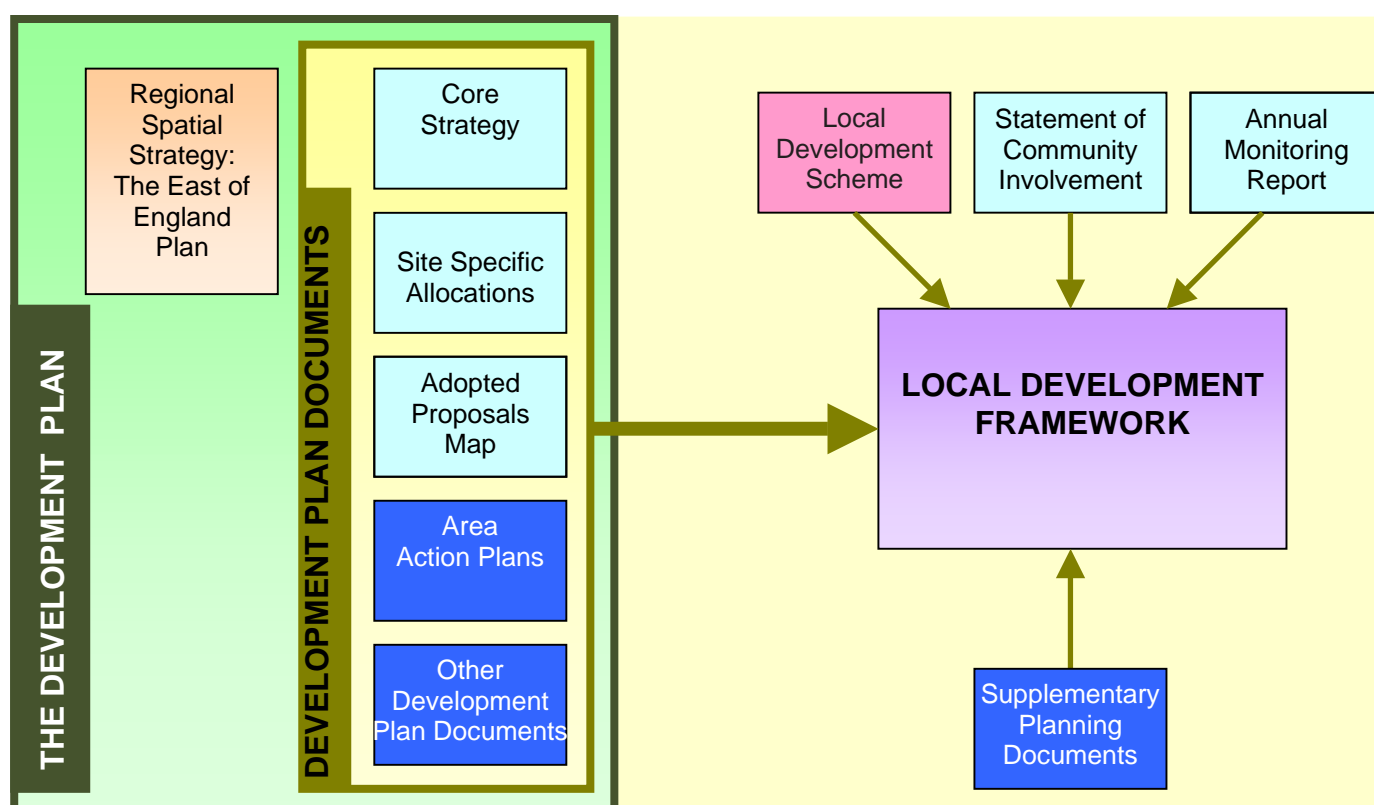 THE DEVELOPMENT PLAN
Regional
Spatial
Strategy:
The East of
England
Plan
DEVELOPMENT PLAN DOCUMENTS
Core
Strategy
Site Specific
Allocations
Adopted
Proposals
Map
Area
Action Plans
Other
Development
Plan Documents
Local
Development
Scheme
Statement of
Community
Involvement
Annual
Monitoring
Report
LOCAL DEVELOPMENT
FRAMEWORK
Supplementary
Planning
Documents